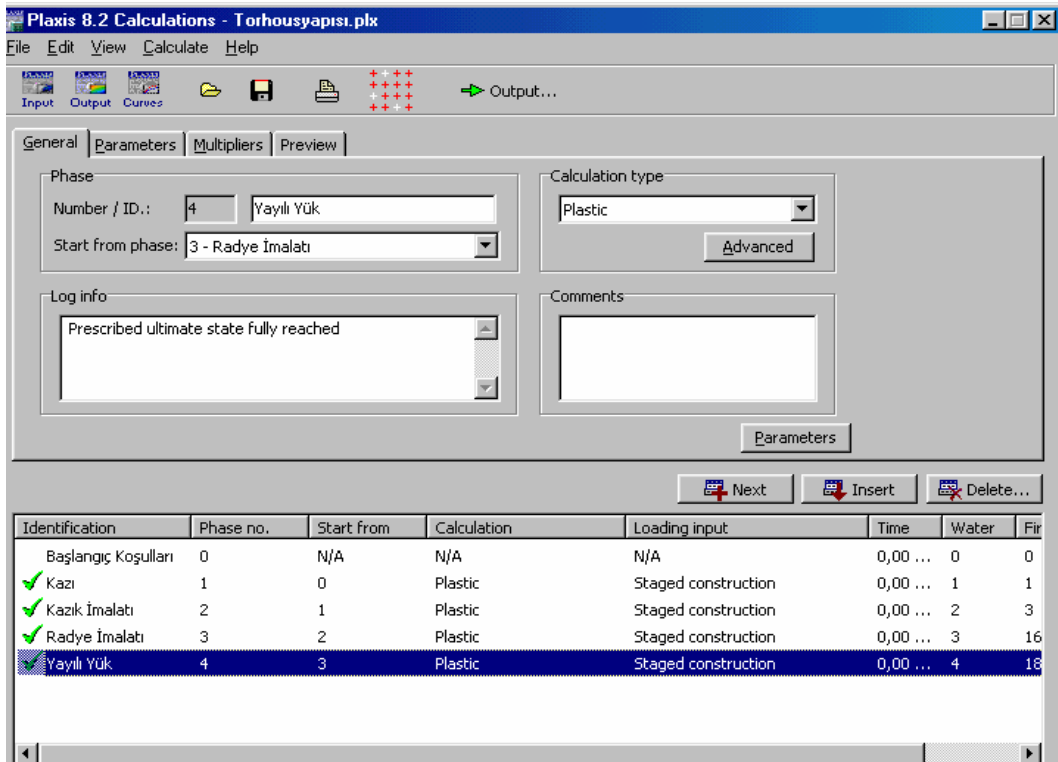 Plaxis 8.2 Calculations - Torhousyapısı.plx
File Edit View Calculate Help
Input Output Curves Output...
General Parameters Multipliers Preview
Phase Calculation type
Number / ID.: 4 Yayılı Yük Plastic
Start from phase: 3 - Radye İmalatı Advanced
Log info Comments
Prescribed ultimate state fully reached
Parameters
Next Insert Delete...
Identification Phase no. Start from Calculation Loading input Time Water Fir
Başlangıç Koşulları 0 N/A N/A N/A 0,00 ... 0 0
Kazı 1 0 Plastic Staged construction 0,00 ... 1 1
Kazık İmalatı 2 1 Plastic Staged construction 0,00 ... 2 3
Radye İmalatı 3 2 Plastic Staged construction 0,00 ... 3 16
Yayılı Yük 4 3 Plastic Staged construction 0,00 ... 4 18